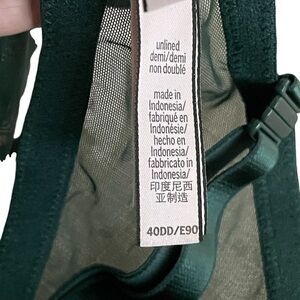 unlined
demi/demi
non doublé
made in
Indonesia/
fabriqué en
Indonésie/
hecho en
Indonesia/
fabbricato in
Indonesia/
印度尼西
亚制造
40DD/E90